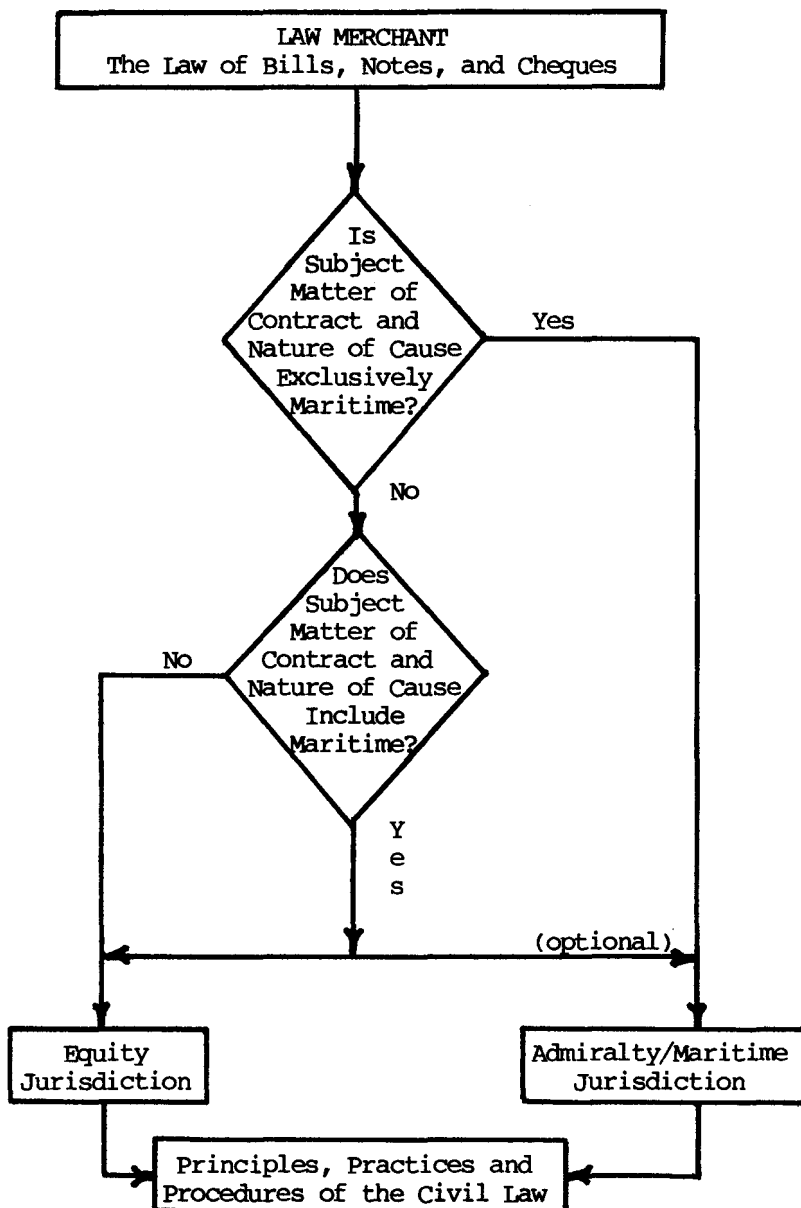 LAW MERCHANT
The Law of Bills, Notes, and Cheques
Is
Subject
Matter of
Contract and
Nature of Cause
Exclusively
Maritime?
Yes
No
Does
Subject
Matter of
Contract and
Nature of Cause
Include
Maritime?
No
Yes
(optional)
Equity
Jurisdiction
Admiralty/Maritime
Jurisdiction
Principles, Practices and
Procedures of the Civil Law